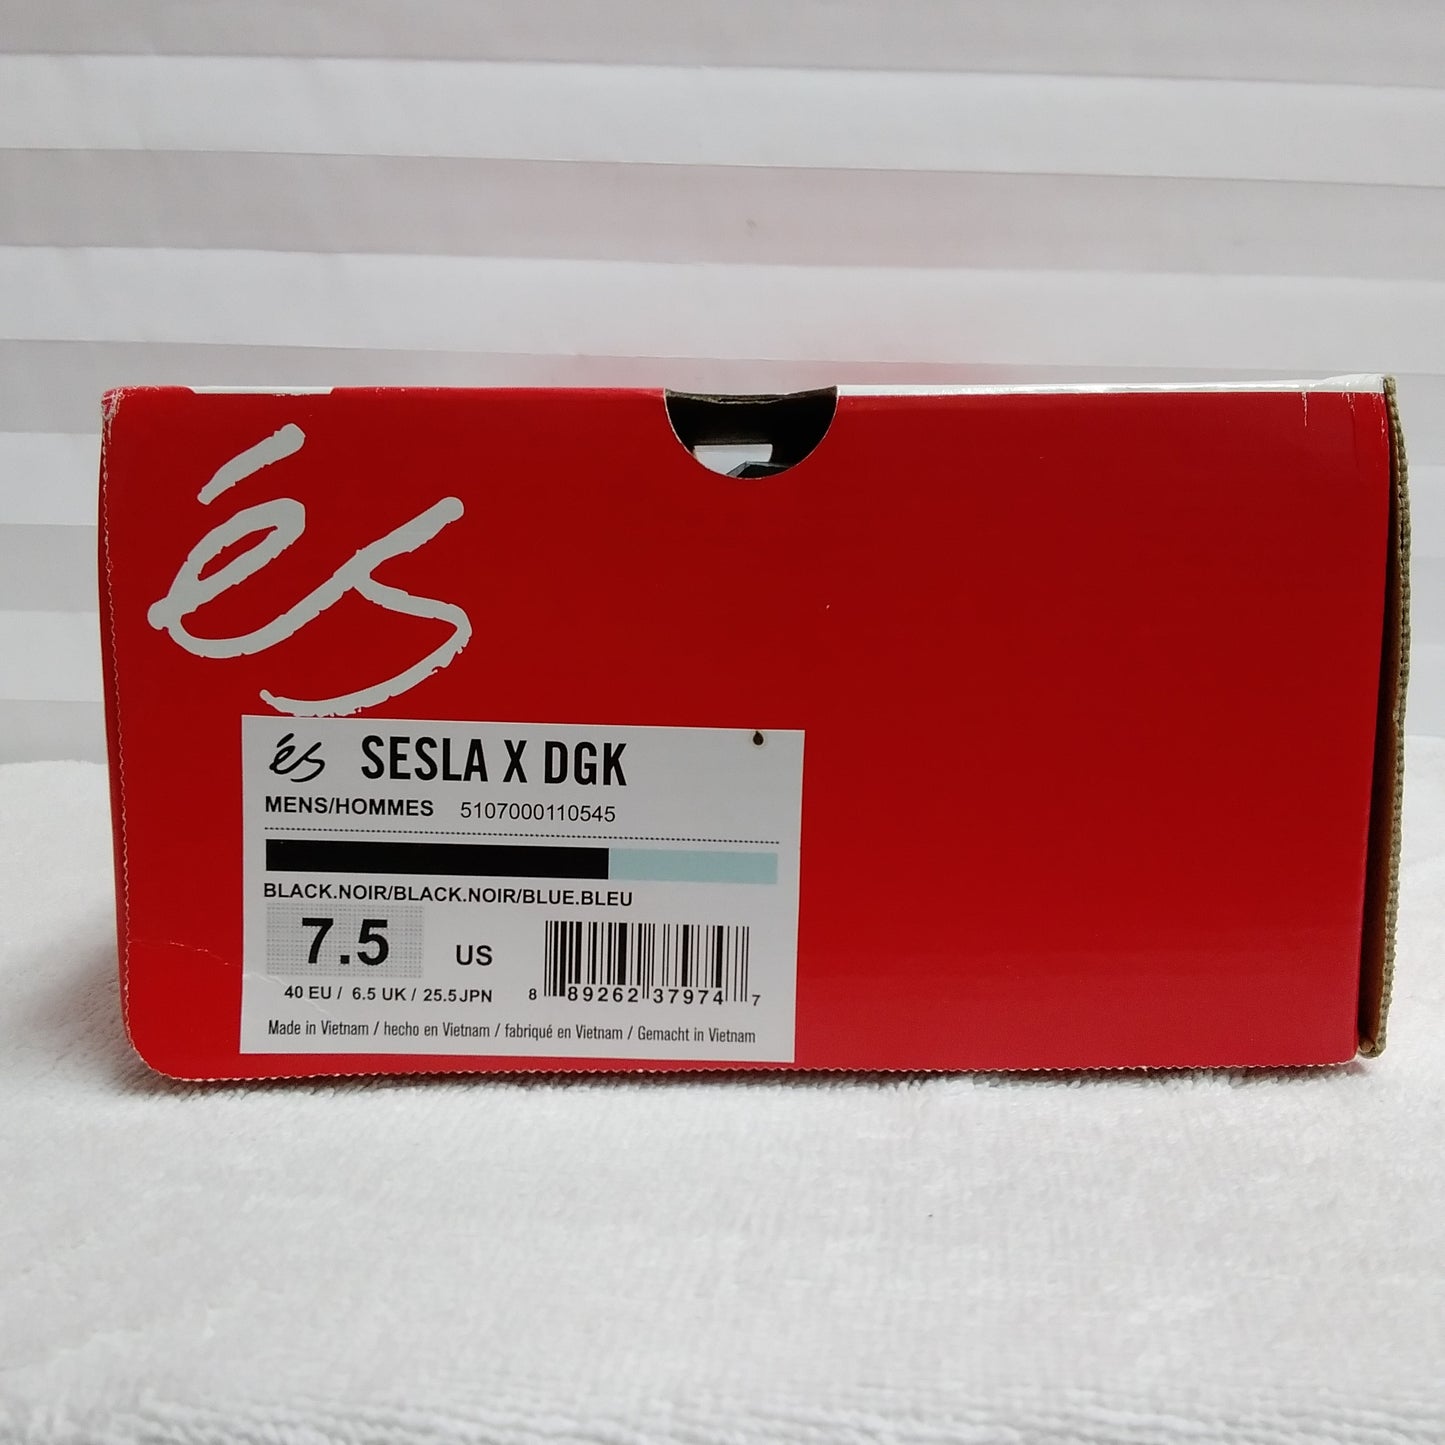 és
és SESLA X DGK
MENS/HOMMES 5107000110545
BLACK.NOIR/BLACK.NOIR/BLUE.BLEU
7.5 US
40 EU / 6.5 UK / 25.5JPN
8 89262 37974 7
Made in Vietnam / hecho en Vietnam / fabriqué en Vietnam / Gemacht in Vietnam